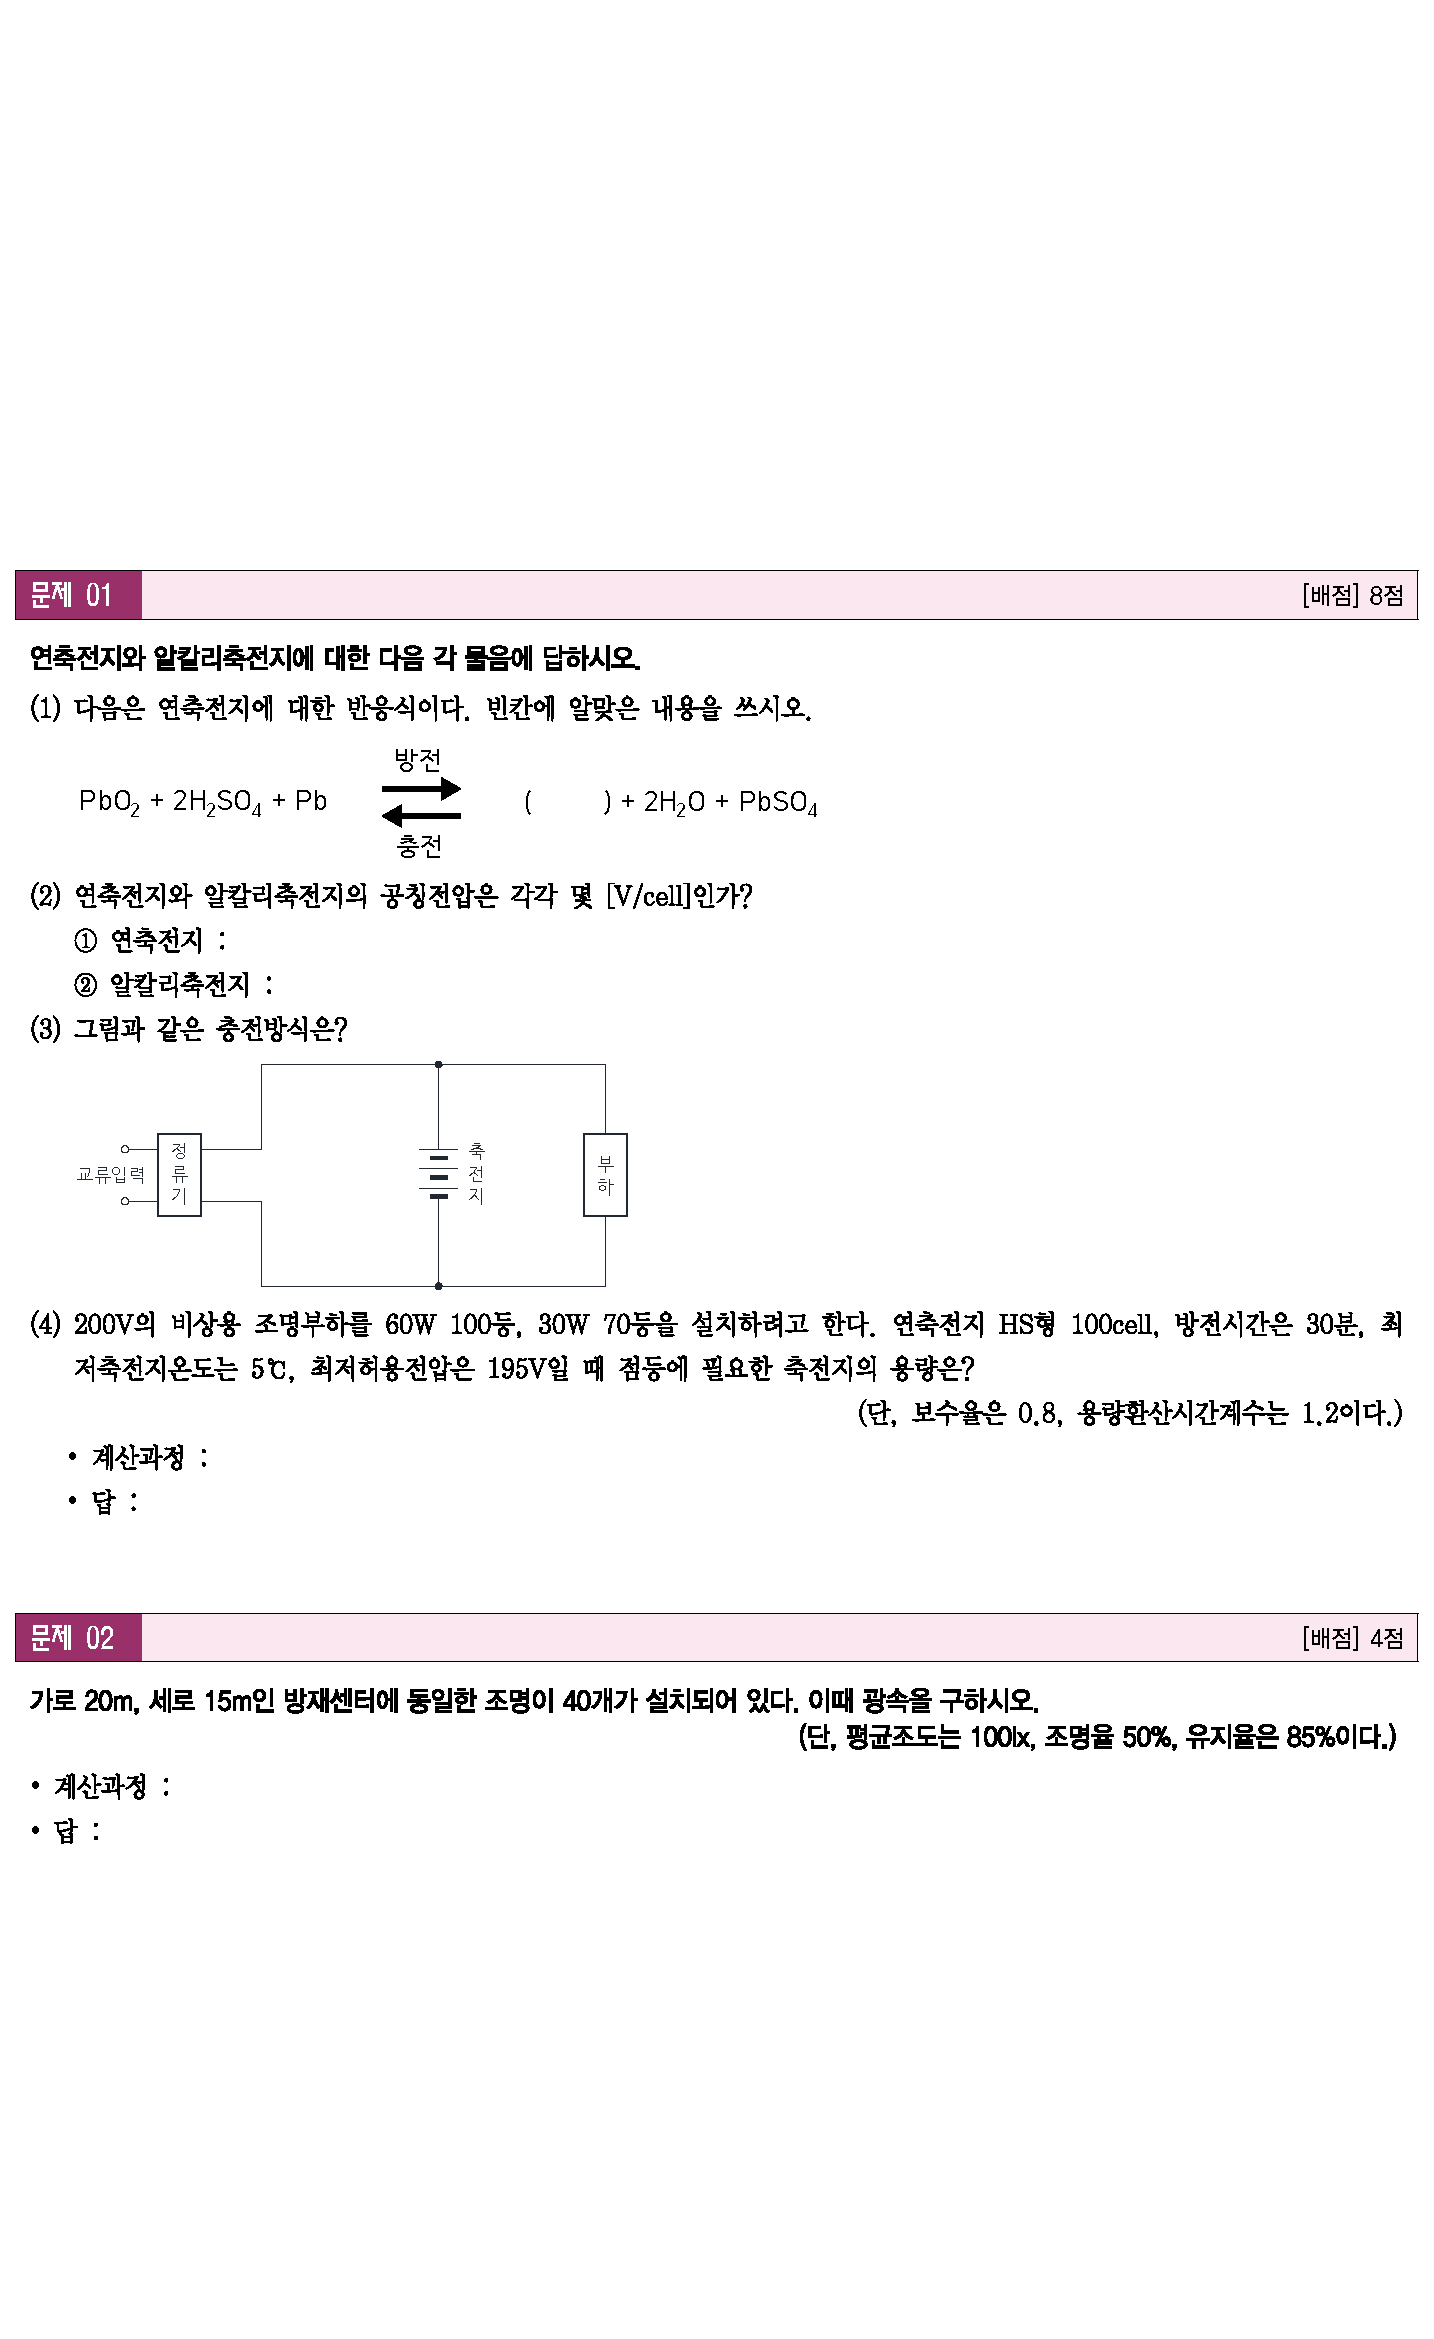 문제 01 [배점] 8점
연축전지와 알칼리축전지에 대한 다음 각 물음에 답하시오.
(1) 다음은 연축전지에 대한 반응식이다. 빈칸에 알맞은 내용을 쓰시오.
방전
PbO₂ + 2H₂SO₄ + Pb ( ) + 2H₂O + PbSO₄
충전
(2) 연축전지와 알칼리축전지의 공칭전압은 각각 몇 [V/cell]인가?
① 연축전지 :
② 알칼리축전지 :
(3) 그림과 같은 충전방식은?
교류입력
정류기
축전지
부하
(4) 200V의 비상용 조명부하를 60W 100등, 30W 70등을 설치하려고 한다. 연축전지 HS형 100cell, 방전시간은 30분, 최
저축전지온도는 5℃, 최저허용전압은 195V일 때 점등에 필요한 축전지의 용량은?
(단, 보수율은 0.8, 용량환산시간계수는 1.2이다.)
• 계산과정 :
• 답 :
문제 02 [배점] 4점
가로 20m, 세로 15m인 방재센터에 동일한 조명이 40개가 설치되어 있다. 이때 광속을 구하시오.
(단, 평균조도는 100lx, 조명율 50%, 유지율은 85%이다.)
• 계산과정 :
• 답 :